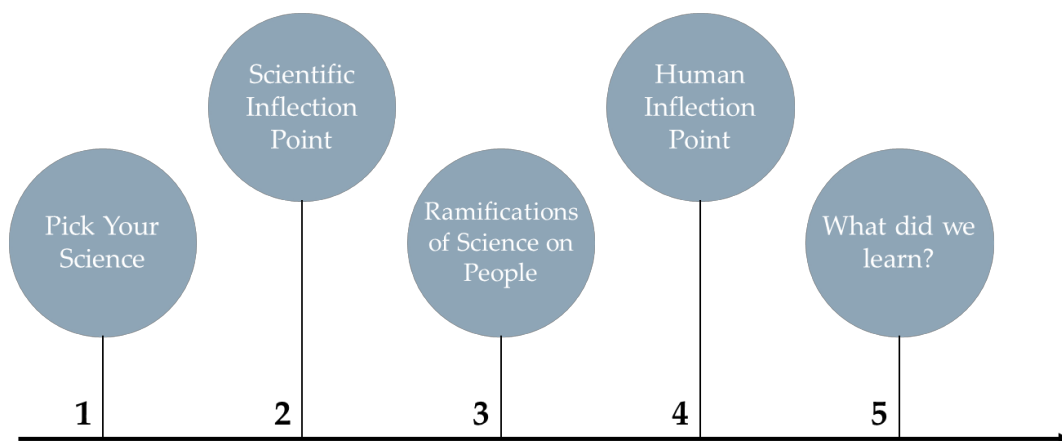 Pick Your
Science
1
Scientific
Inflection
Point
2
Ramifications
of Science on
People
3
Human
Inflection
Point
4
What did we
learn?
5